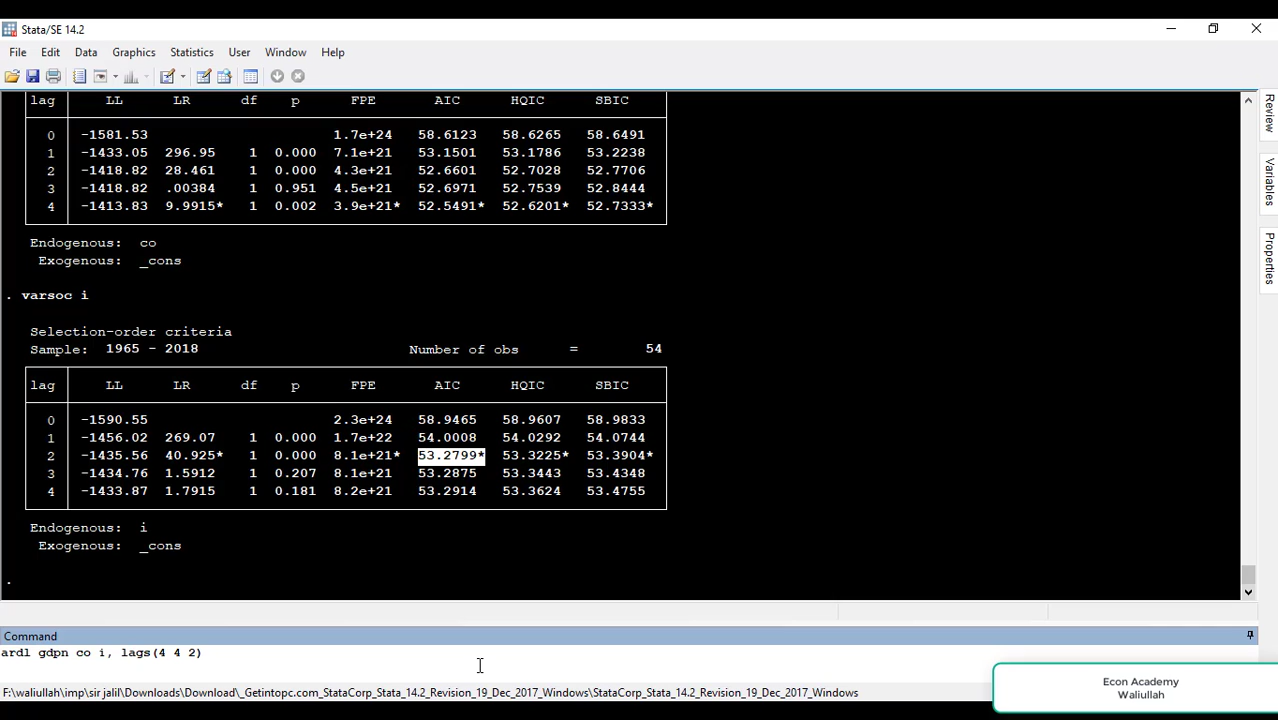 Stata/SE 14.2
File Edit Data Graphics Statistics User Window Help
lag LL LR df p FPE AIC HQIC SBIC
0 -1581.53 1.7e+24 58.6123 58.6265 58.6491
1 -1433.05 296.95 1 0.000 7.1e+21 53.1501 53.1786 53.2238
2 -1418.82 28.461 1 0.000 4.3e+21 52.6601 52.7028 52.7706
3 -1418.82 .00384 1 0.951 4.5e+21 52.6971 52.7539 52.8444
4 -1413.83 9.9915* 1 0.002 3.9e+21* 52.5491* 52.6201* 52.7333*
Endogenous: co
Exogenous: _cons
. varsoc i
Selection-order criteria
Sample: 1965 - 2018 Number of obs = 54
lag LL LR df p FPE AIC HQIC SBIC
0 -1590.55 2.3e+24 58.9465 58.9607 58.9833
1 -1456.02 269.07 1 0.000 1.7e+22 54.0008 54.0292 54.0744
2 -1435.56 40.925* 1 0.000 8.1e+21* 53.2799* 53.3225* 53.3904*
3 -1434.76 1.5912 1 0.207 8.1e+21 53.2875 53.3443 53.4348
4 -1433.87 1.7915 1 0.181 8.2e+21 53.2914 53.3624 53.4755
Endogenous: i
Exogenous: _cons
.
Review
Variables
Properties
Command
ardl gdpn co i, lags(4 4 2)
F:\waliullah\imp\sir jalil\Downloads\Download\_Getintopc.com_StataCorp_Stata_14.2_Revision_19_Dec_2017_Windows\StataCorp_Stata_14.2_Revision_19_Dec_2017_Windows
Econ Academy
Waliullah